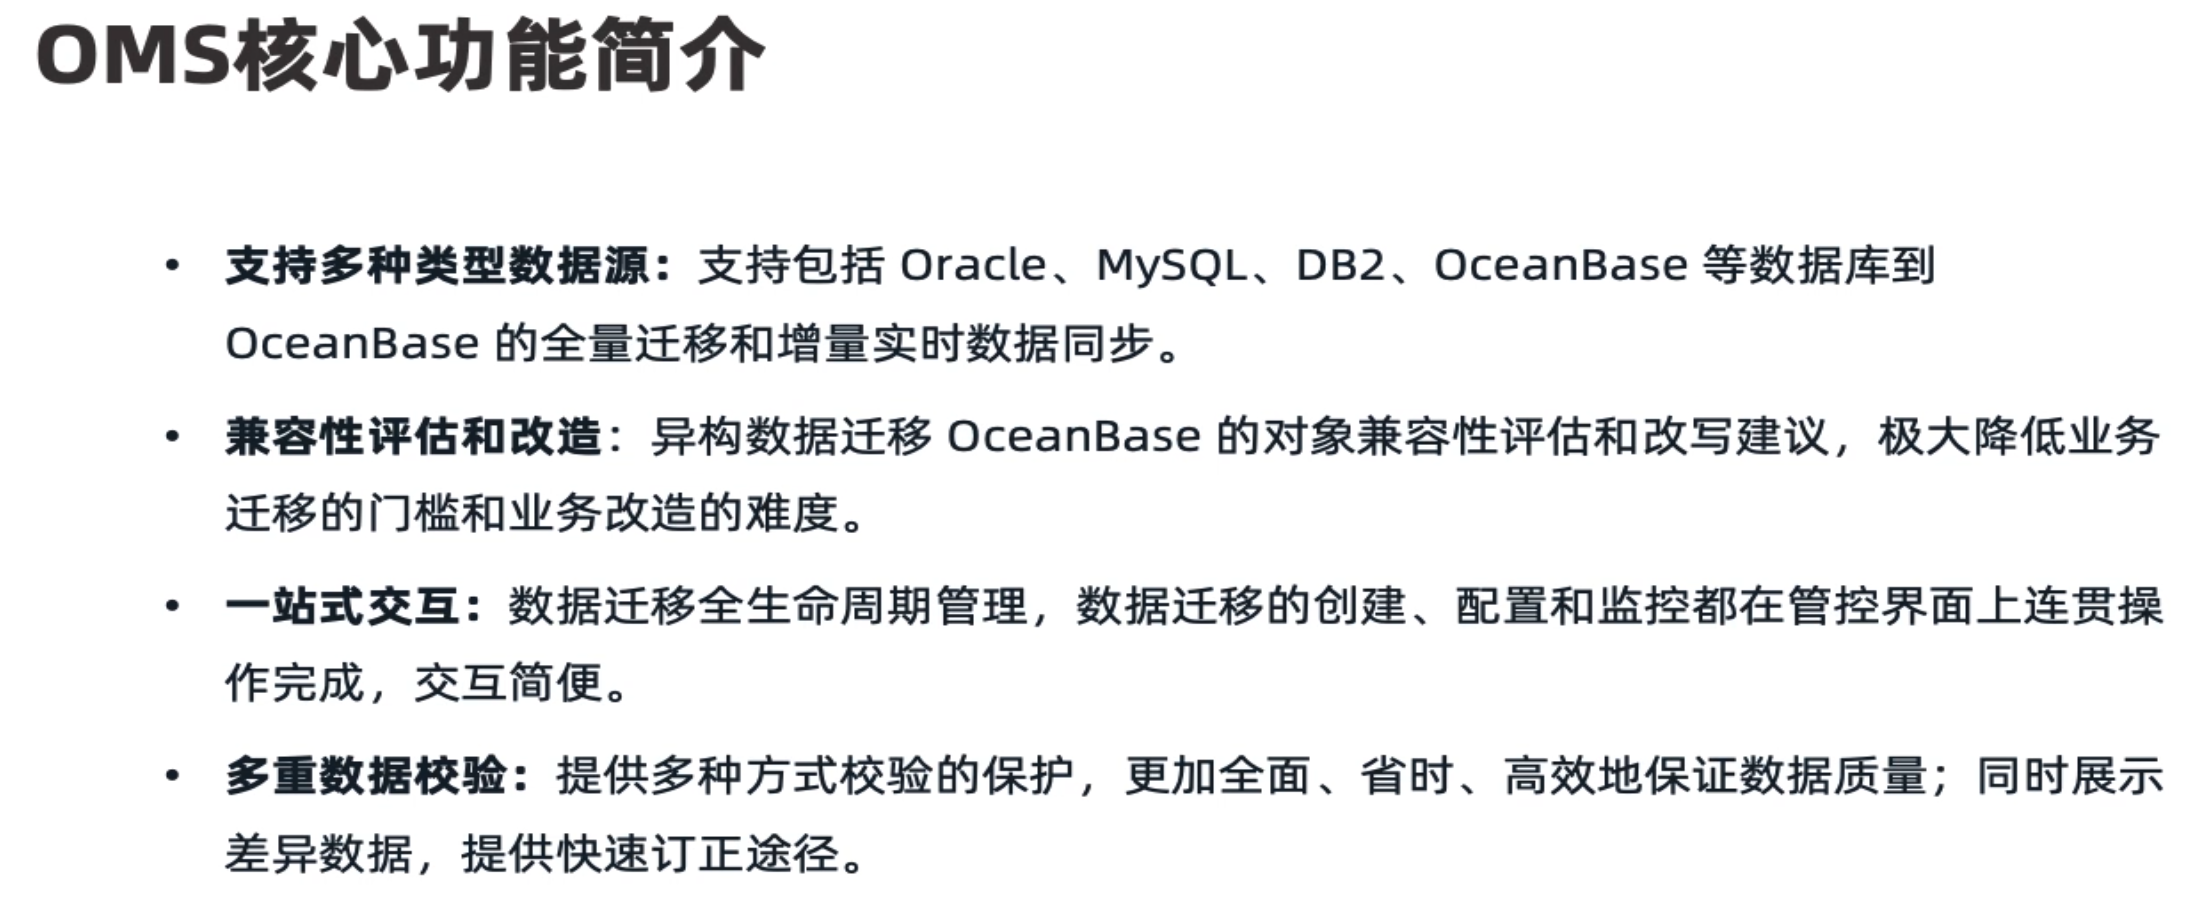 OMS核心功能简介
• 支持多种类型数据源：支持包括 Oracle、MySQL、DB2、OceanBase 等数据库到
OceanBase 的全量迁移和增量实时数据同步。
• 兼容性评估和改造：异构数据迁移 OceanBase 的对象兼容性评估和改写建议，极大降低业务
迁移的门槛和业务改造的难度。
• 一站式交互：数据迁移全生命周期管理，数据迁移的创建、配置和监控都在管控界面上连贯操
作完成，交互简便。
• 多重数据校验：提供多种方式校验的保护，更加全面、省时、高效地保证数据质量；同时展示
差异数据，提供快速订正途径。